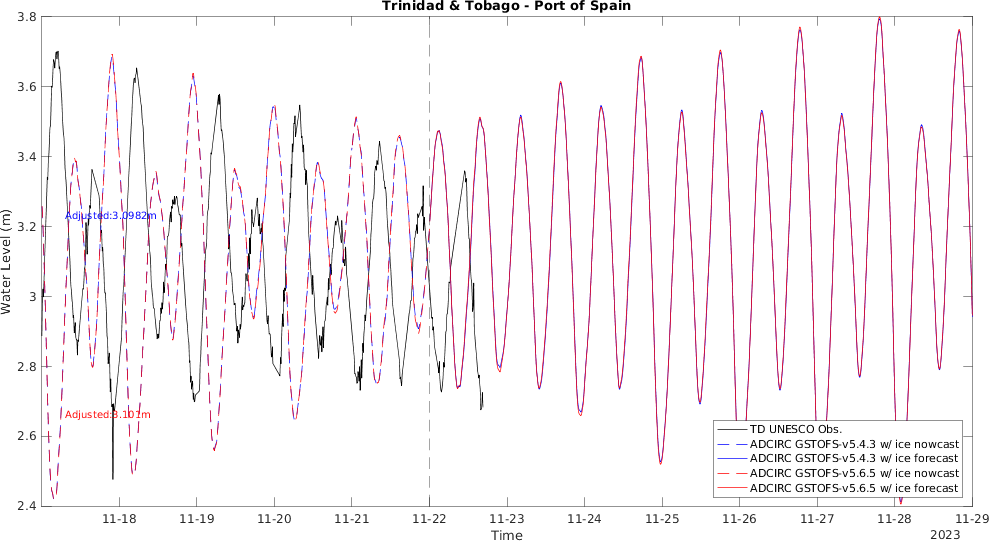 Trinidad & Tobago - Port of Spain
3.8
3.6
3.4
3.2
3
2.8
2.6
2.4
Water Level (m)
Adjusted:3.0982m
Adjusted:3.101m
TD UNESCO Obs.
ADCIRC GSTOFS-v5.4.3 w/ ice nowcast
ADCIRC GSTOFS-v5.4.3 w/ ice forecast
ADCIRC GSTOFS-v5.6.5 w/ ice nowcast
ADCIRC GSTOFS-v5.6.5 w/ ice forecast
11-18 11-19 11-20 11-21 11-22 11-23 11-24 11-25 11-26 11-27 11-28 11-29
Time
2023